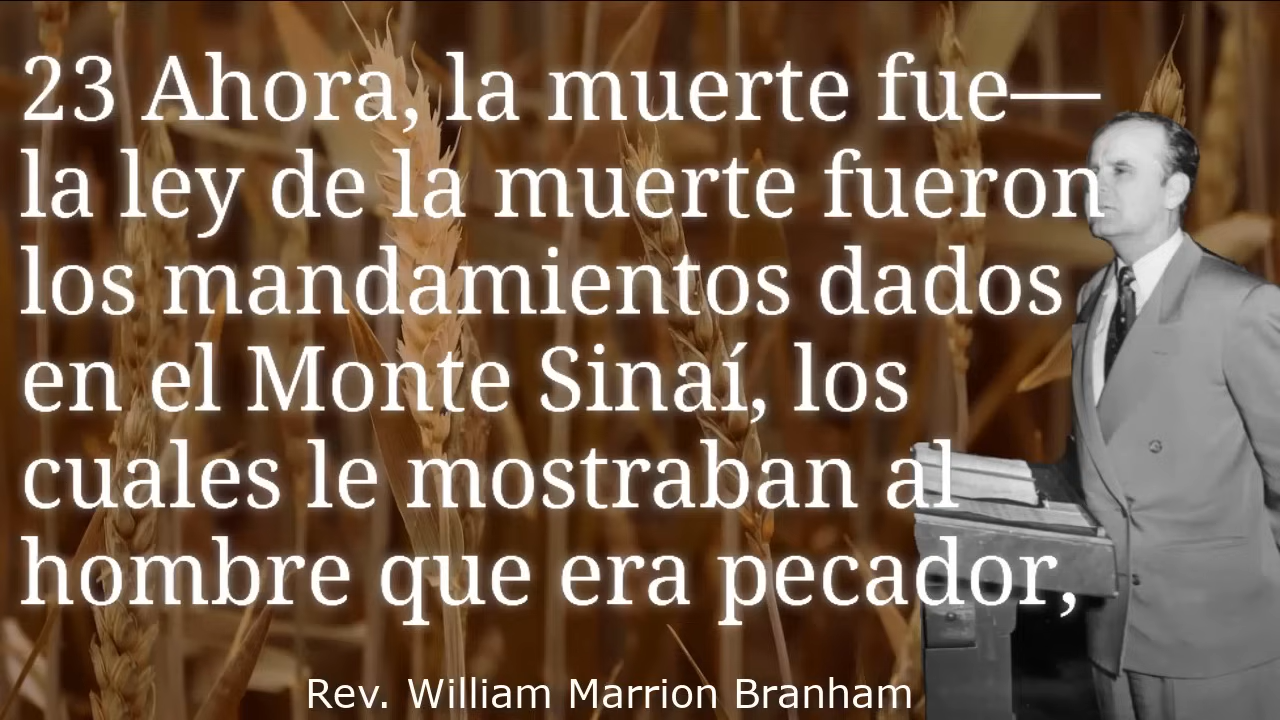 23 Ahora, la muerte fue—
la ley de la muerte fueron
los mandamientos dados
en el Monte Sinaí, los
cuales le mostraban al
hombre que era pecador,
Rev. William Marrion Branham